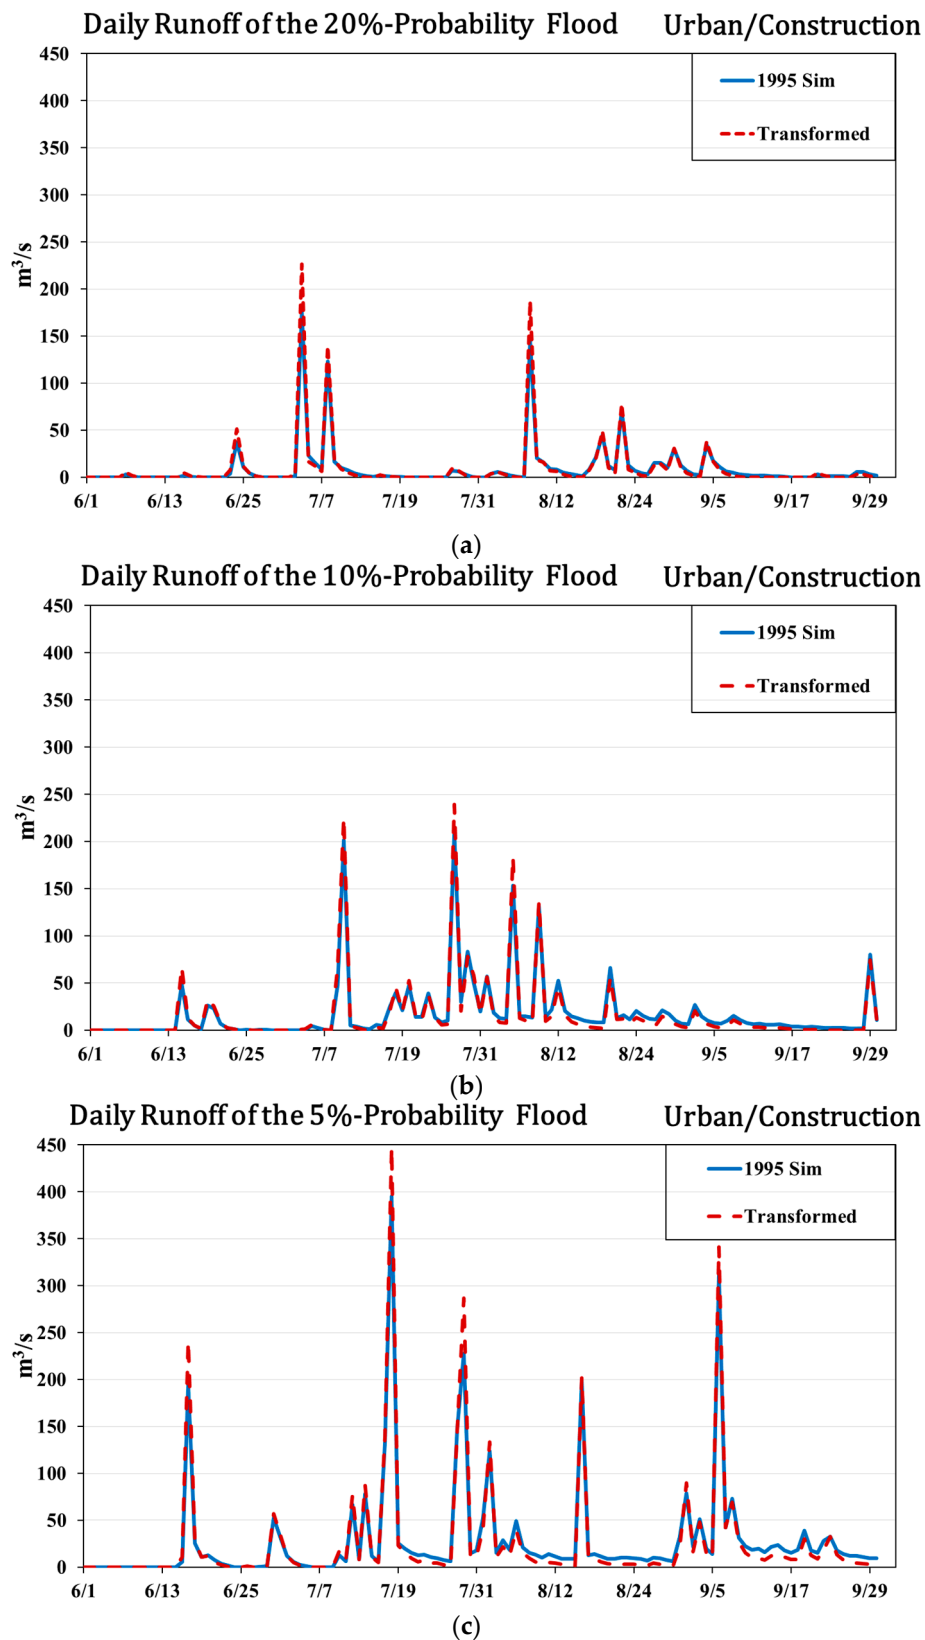 Daily Runoff of the 20%-Probability Flood Urban/Construction
450
400
350
300
250
200
150
100
50
0
m³/s
1995 Sim
Transformed
6/1 6/13 6/25 7/7 7/19 7/31 8/12 8/24 9/5 9/17 9/29
(a)
Daily Runoff of the 10%-Probability Flood Urban/Construction
450
400
350
300
250
200
150
100
50
0
m³/s
1995 Sim
Transformed
6/1 6/13 6/25 7/7 7/19 7/31 8/12 8/24 9/5 9/17 9/29
(b)
Daily Runoff of the 5%-Probability Flood Urban/Construction
450
400
350
300
250
200
150
100
50
0
m³/s
1995 Sim
Transformed
6/1 6/13 6/25 7/7 7/19 7/31 8/12 8/24 9/5 9/17 9/29
(c)